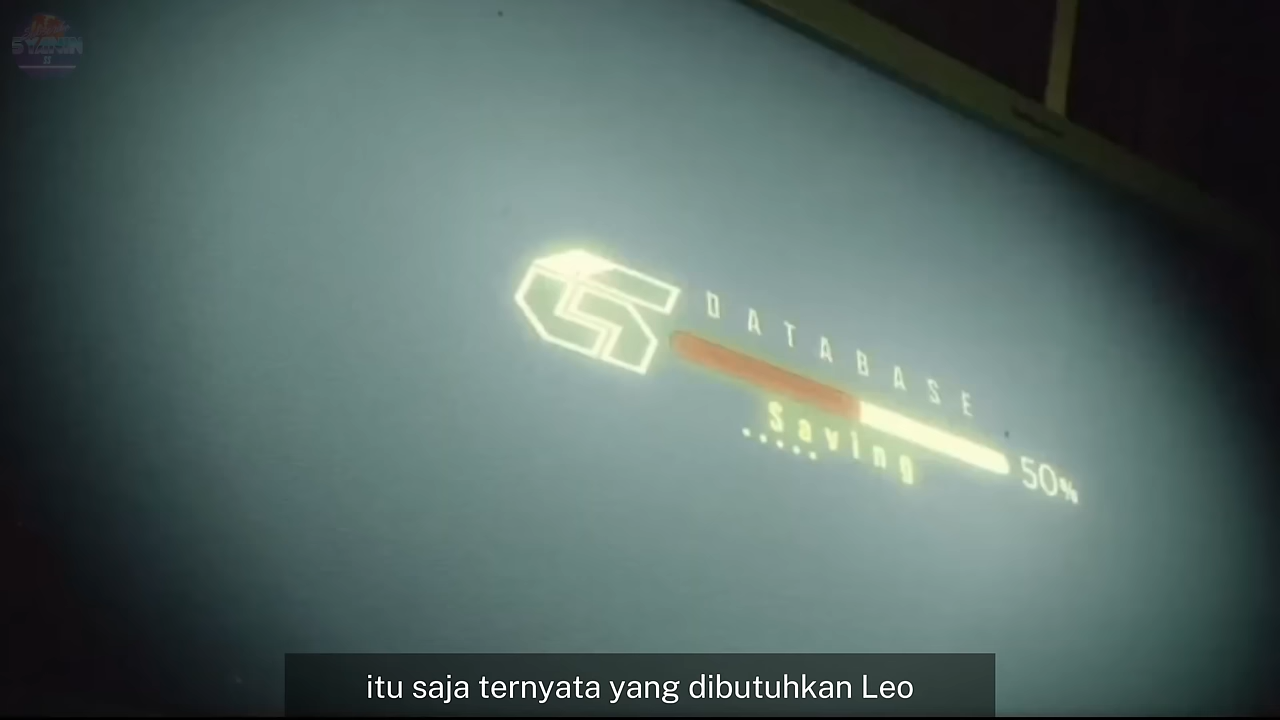 DATABASE
Saving
.....
50%
itu saja ternyata yang dibutuhkan Leo